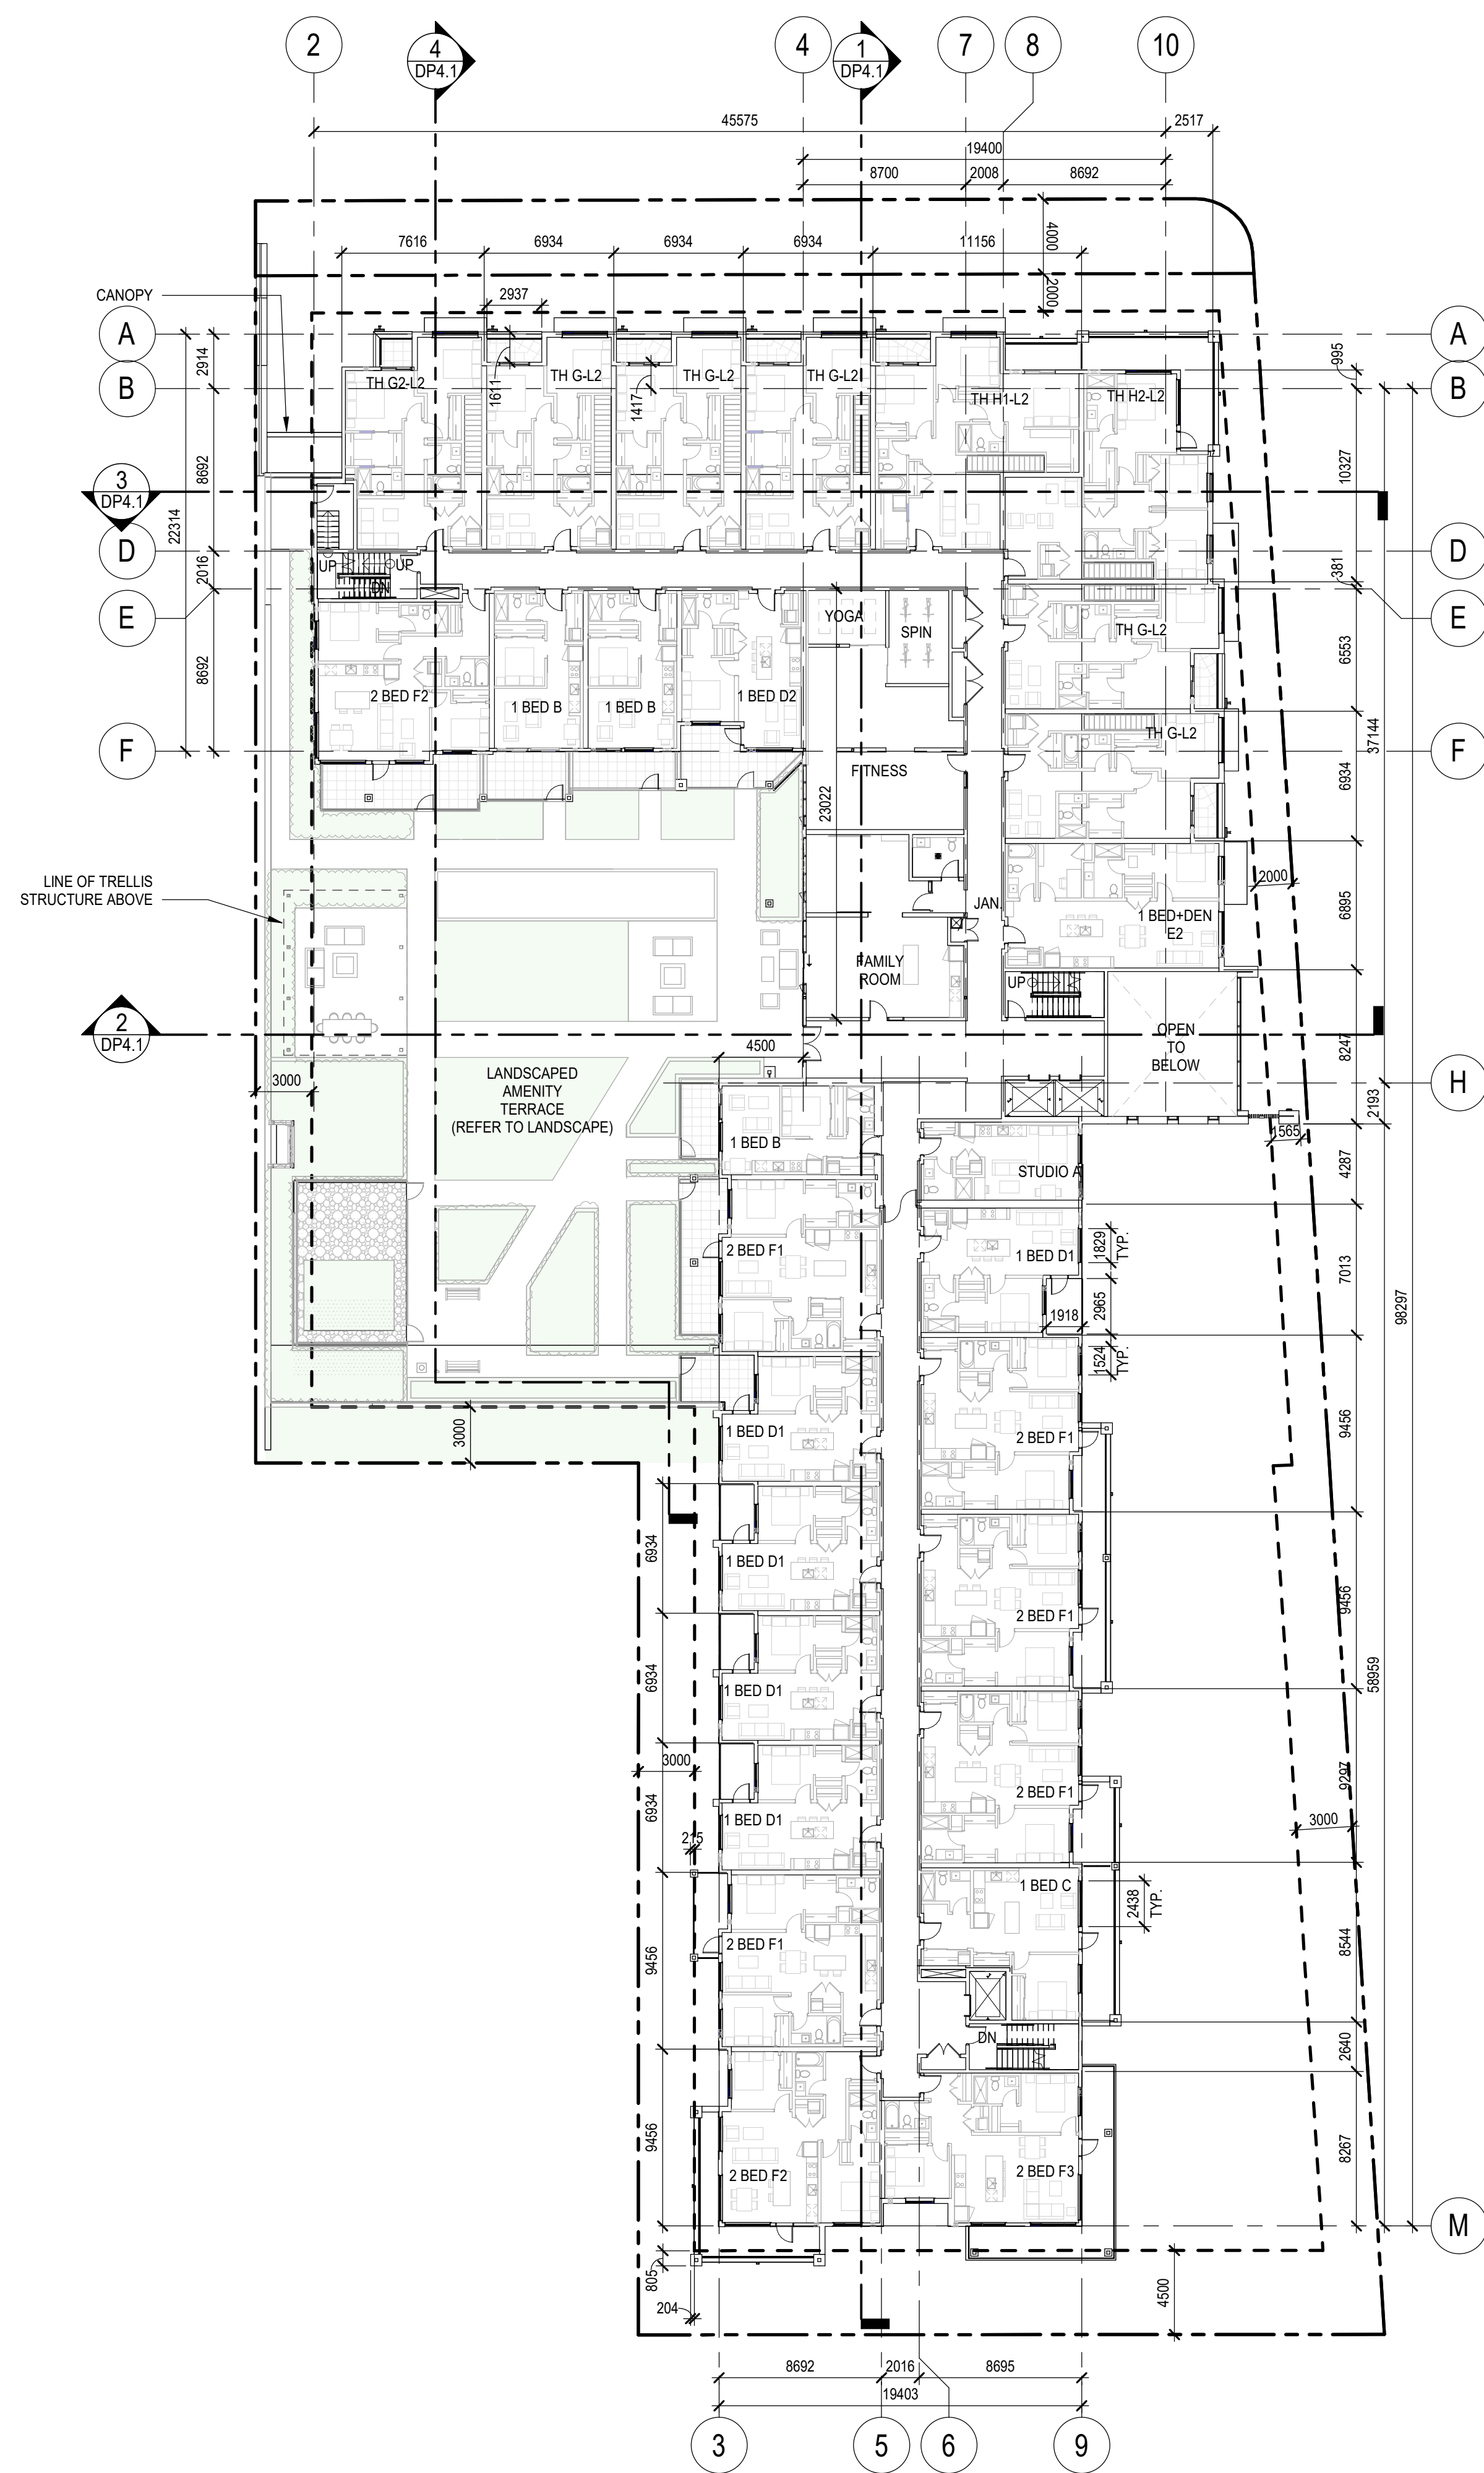 2
4
DP4.1
4
1
DP4.1
7
8
10
45575
2517
19400
8700
2008
8692
4000
7616
6934
6934
6934
11156
2000
CANOPY
2937
A
A
995
2914
1611
1417
B
B
TH G2-L2
TH G-L2
TH G-L2
TH G-L2
TH H1-L2
TH H2-L2
8692
10327
3
DP4.1
22314
D
D
UP
UP
DN
2016
381
E
E
YOGA
SPIN
TH G-L2
6553
8692
2 BED F2
1 BED B
1 BED B
1 BED D2
37144
F
F
TH G-L2
FITNESS
23022
6934
LINE OF TRELLIS
STRUCTURE ABOVE
2000
JAN.
1 BED+DEN
E2
6895
FAMILY
ROOM
UP
2
DP4.1
OPEN
TO
BELOW
4500
8247
3000
LANDSCAPED
AMENITY
TERRACE
(REFER TO LANDSCAPE)
H
2193
1 BED B
1565
STUDIO A
4287
2 BED F1
1 BED D1
1829
TYP.
7013
2965
1918
98297
1524
TYP.
3000
1 BED D1
2 BED F1
9456
6934
1 BED D1
9456
2 BED F1
6934
1 BED D1
58959
3000
2 BED F1
9297
6934
1 BED D1
3000
215
1 BED C
2438
TYP.
2 BED F1
9456
8544
DN
2640
9456
2 BED F2
2 BED F3
8267
M
805
204
4500
8692
2016
8695
19403
3
5
6
9